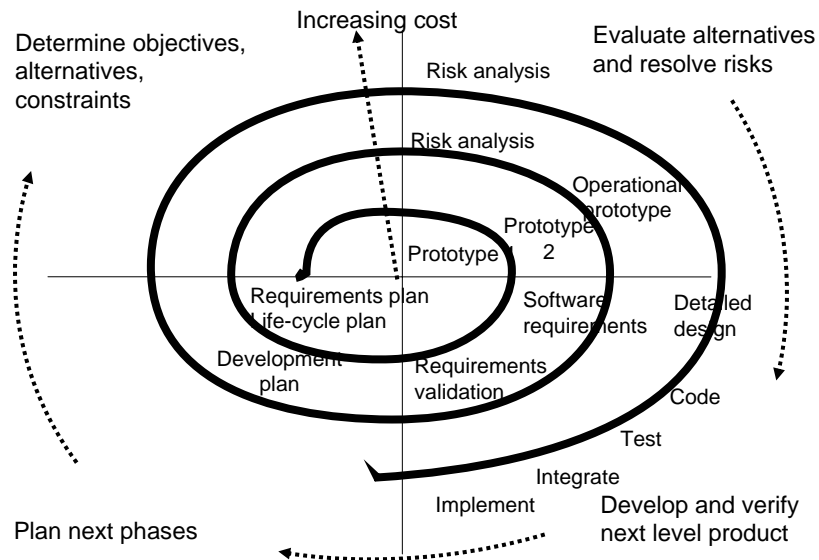 Increasing cost
Determine objectives,
alternatives,
constraints
Evaluate alternatives
and resolve risks
Risk analysis
Risk analysis
Operational
prototype
Prototype
2
Prototype 1
Requirements plan
Life-cycle plan
Software
requirements
Detailed
design
Development
plan
Requirements
validation
Code
Test
Integrate
Implement
Develop and verify
next level product
Plan next phases